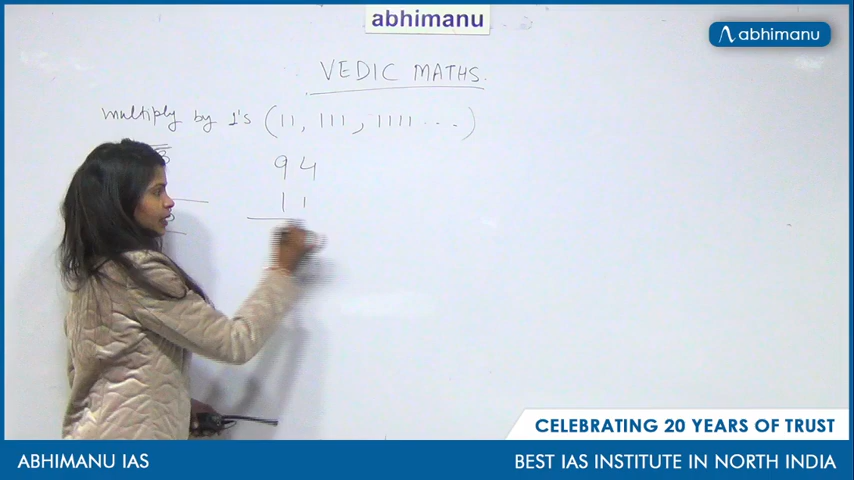 abhimanu
abhimanu
VEDIC MATHS.
multiply by 1's (11, 111, 1111 ...)
94
11
CELEBRATING 20 YEARS OF TRUST
ABHIMANU IAS
BEST IAS INSTITUTE IN NORTH INDIA